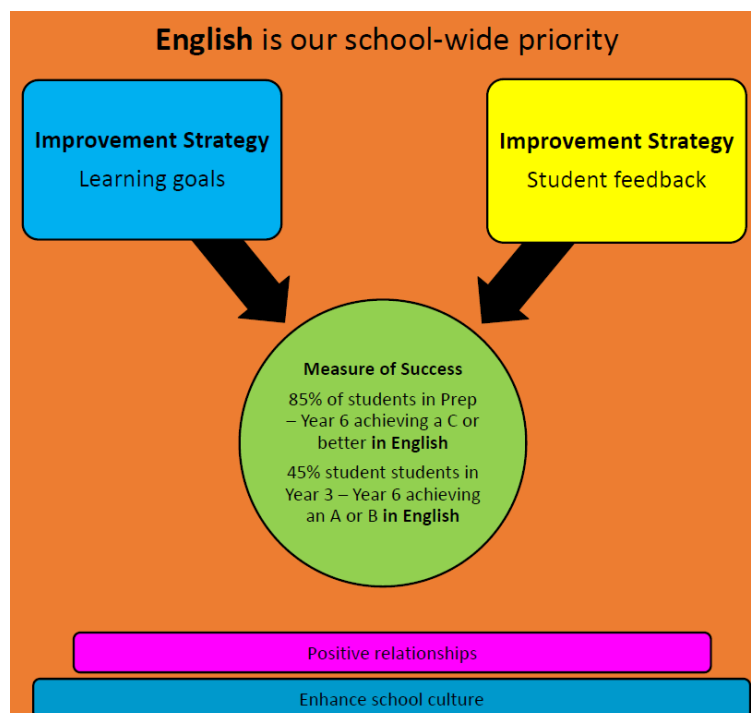 English is our school-wide priority
Improvement Strategy
Learning goals
Improvement Strategy
Student feedback
Measure of Success
85% of students in Prep
– Year 6 achieving a C or
better in English
45% student students in
Year 3 – Year 6 achieving
an A or B in English
Positive relationships
Enhance school culture